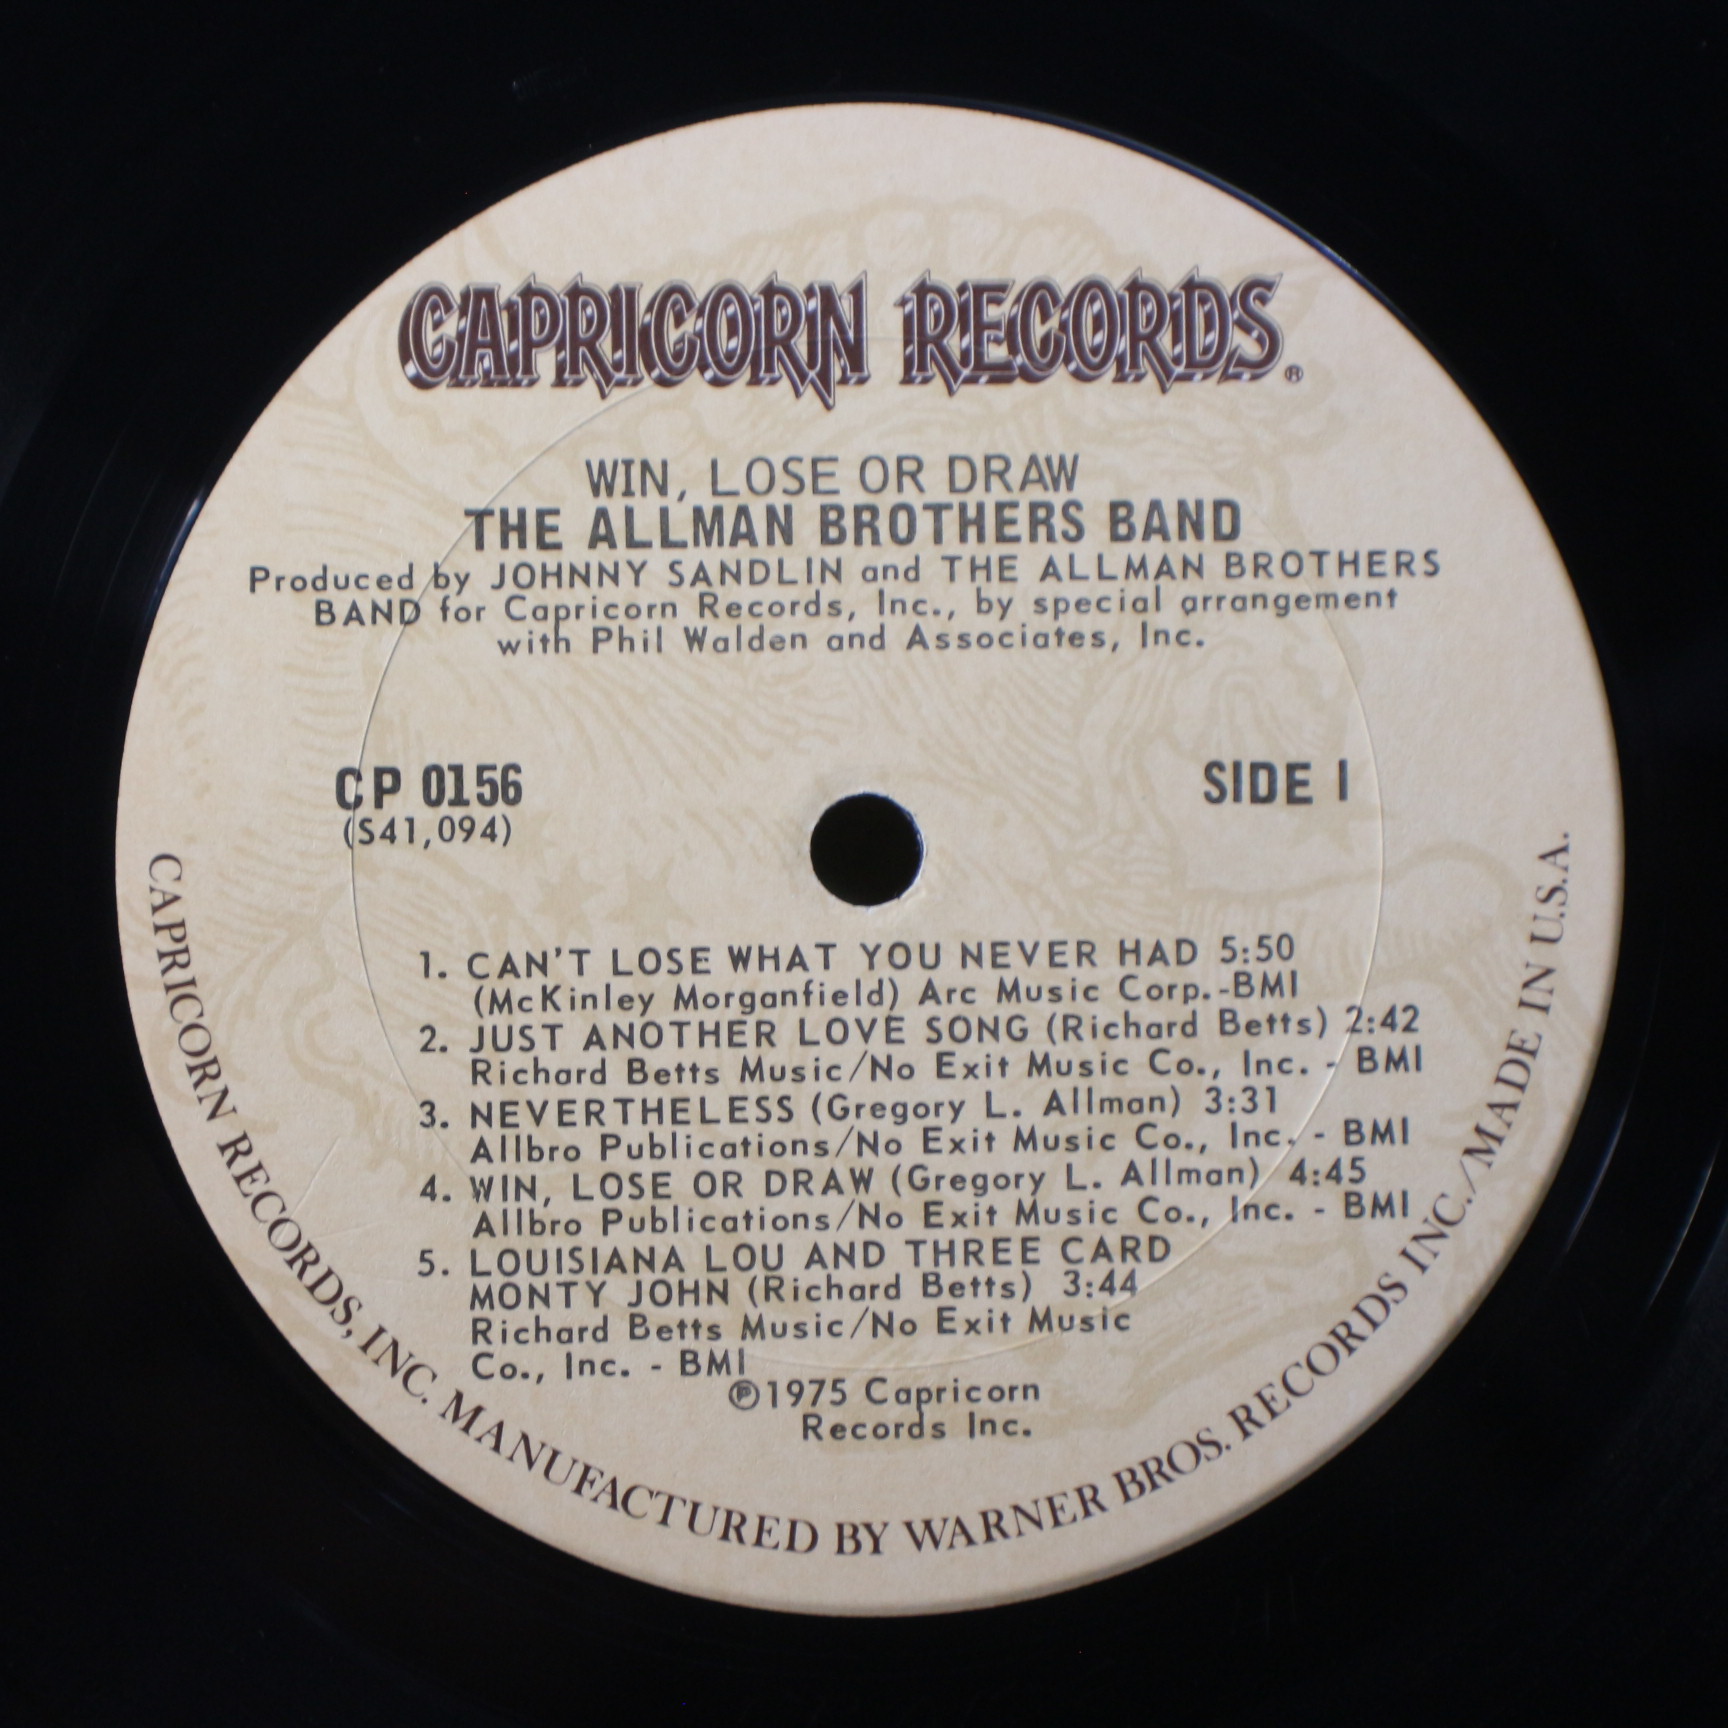 CAPRICORN RECORDS®
WIN, LOSE OR DRAW
THE ALLMAN BROTHERS BAND
Produced by JOHNNY SANDLIN and THE ALLMAN BROTHERS
BAND for Capricorn Records, Inc., by special arrangement
with Phil Walden and Associates, Inc.
CP 0156
(S41,094)
SIDE 1
1. CAN'T LOSE WHAT YOU NEVER HAD 5:50
(McKinley Morganfield) Arc Music Corp.-BMI
2. JUST ANOTHER LOVE SONG (Richard Betts) 2:42
Richard Betts Music/No Exit Music Co., Inc. - BMI
3. NEVERTHELESS (Gregory L. Allman) 3:31
Allbro Publications/No Exit Music Co., Inc. - BMI
4. WIN, LOSE OR DRAW (Gregory L. Allman) 4:45
Allbro Publications/No Exit Music Co., Inc. - BMI
5. LOUISIANA LOU AND THREE CARD
MONTY JOHN (Richard Betts) 3:44
Richard Betts Music/No Exit Music
Co., Inc. - BMI
℗1975 Capricorn
Records Inc.
CAPRICORN RECORDS, INC. MANUFACTURED BY WARNER BROS. RECORDS INC./MADE IN U.S.A.